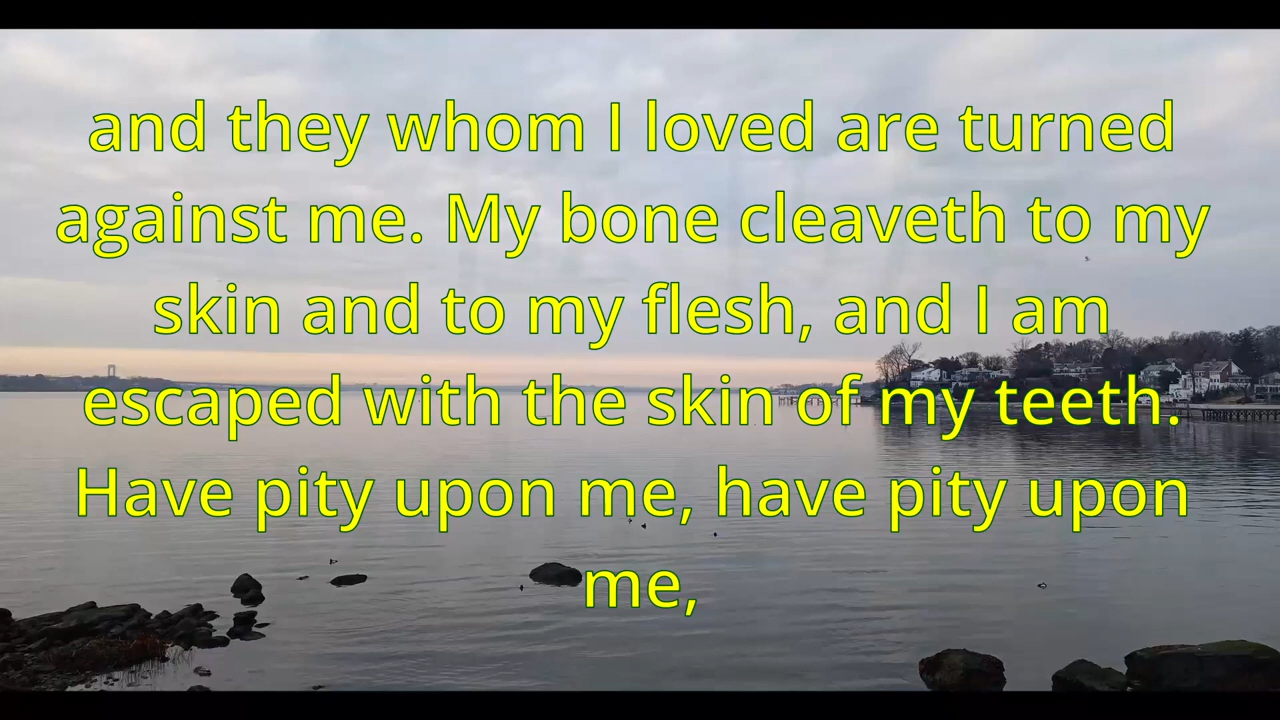 and they whom I loved are turned
against me. My bone cleaveth to my
skin and to my flesh, and I am
escaped with the skin of my teeth.
Have pity upon me, have pity upon
me,